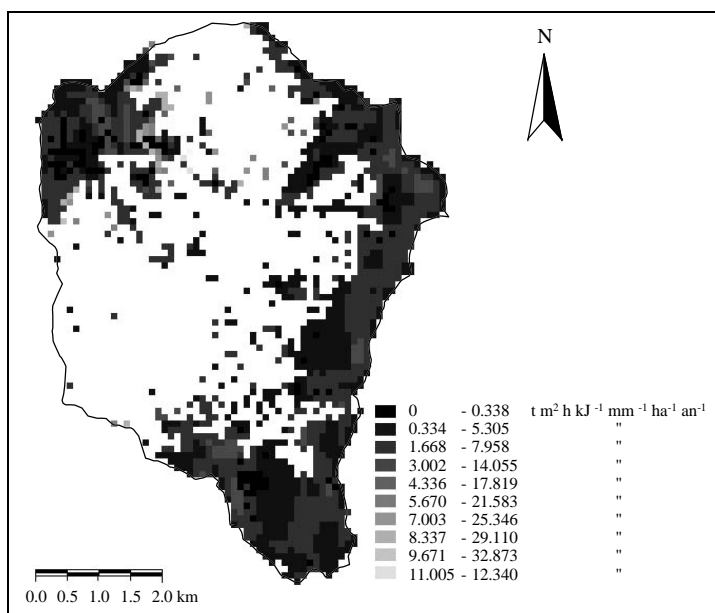 N
0 - 0.338 t m² h kJ ⁻¹ mm ⁻¹ ha⁻¹ an⁻¹
0.334 - 5.305 "
1.668 - 7.958 "
3.002 - 14.055 "
4.336 - 17.819 "
5.670 - 21.583 "
7.003 - 25.346 "
8.337 - 29.110 "
9.671 - 32.873 "
11.005 - 12.340 "
0.0 0.5 1.0 1.5 2.0 km